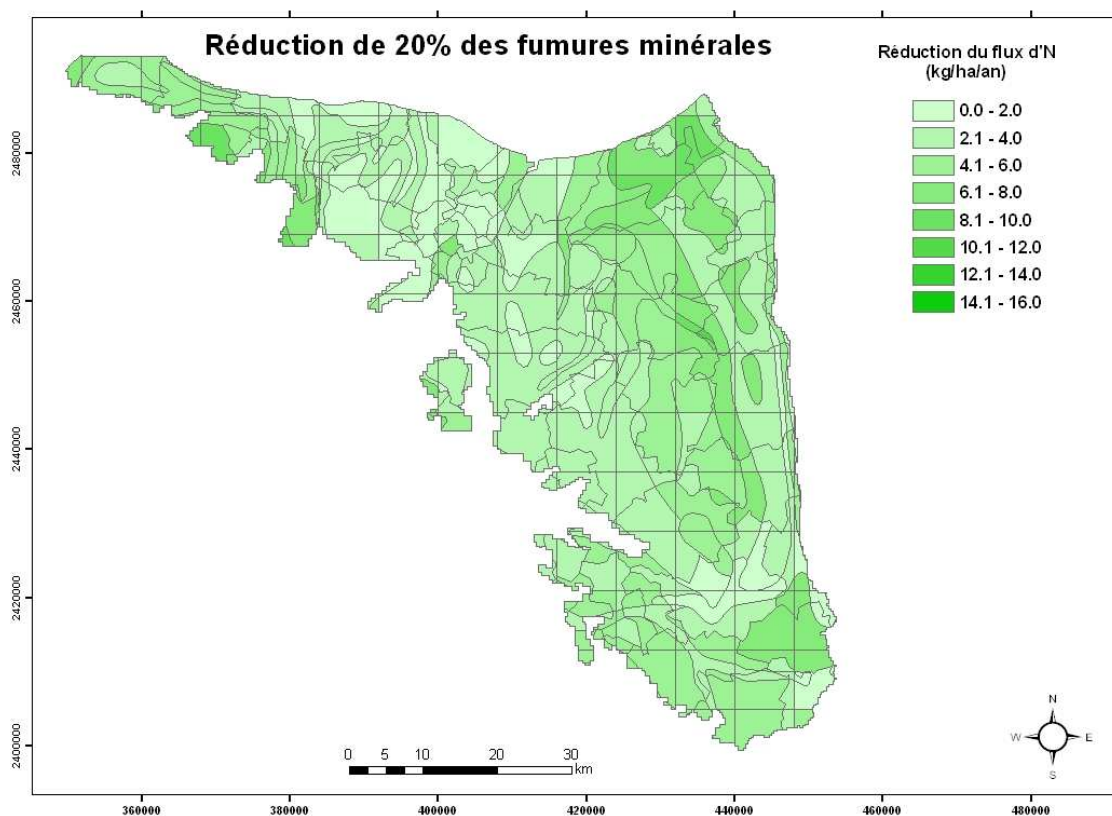 Réduction de 20% des fumures minérales
Réduction du flux d'N
(kg/ha/an)
0.0 - 2.0
2.1 - 4.0
4.1 - 6.0
6.1 - 8.0
8.1 - 10.0
10.1 - 12.0
12.1 - 14.0
14.1 - 16.0
2480000
2460000
2440000
2420000
2400000
0 5 10 20 30
km
N
W E
S
360000 380000 400000 420000 440000 460000 480000